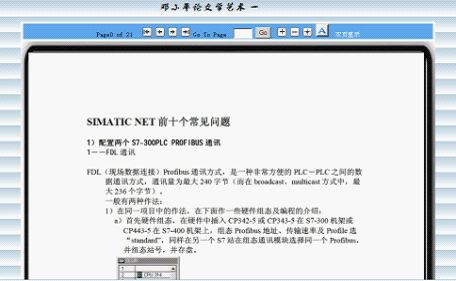 邓小平论文学艺术 一
Page0 of 21 Go To Page Go A 双页显示
SIMATIC NET 前十个常见问题
1）配置两个 S7-300PLC PROFIBUS 通讯
1－－FDL 通讯
FDL（现场数据连接）Profibus 通讯方式，是一种非常方便的 PLC－PLC 之间的数
据通讯方式，通讯量为最大 240 字节（而在 broadcast、multicast 方式中，最
大 236 个字节）。
一般有两种作法：
1）在同一项目中的作法，在下面作一些硬件组态及编程的介绍：
a）首先硬件组态，在硬件中插入 CP342-5 或 CP343-5 在 S7-300 机架或
CP443-5 在 S7-400 机架上，组态 Profibus 地址、传输速率及 Profile 选
“standard”，同样在另一个 S7 站在组态通讯模块选择同一个 Profibus，
并组态站号，并存盘。
1
2 CPU 314